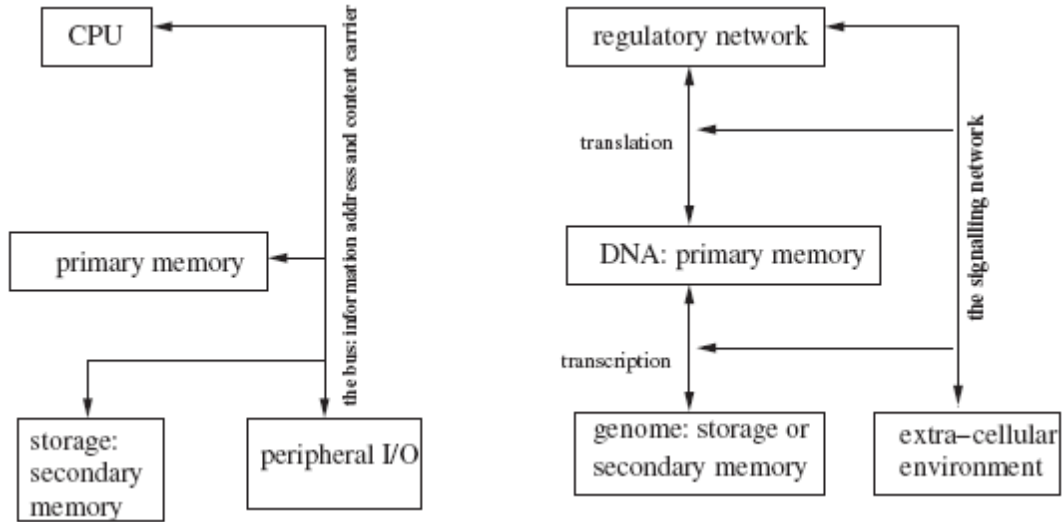 CPU
the bus: information address and content carrier
primary memory
storage:
secondary
memory
peripheral I/O
regulatory network
translation
the signalling network
DNA: primary memory
transcription
genome: storage or
secondary memory
extra-cellular
environment